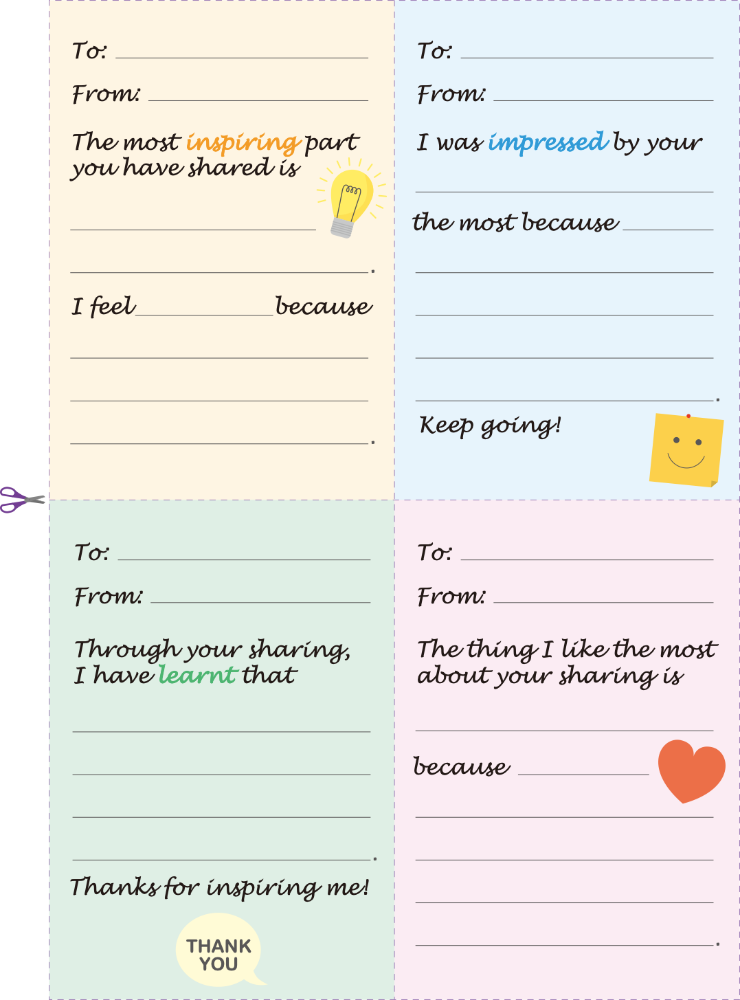 To:
From:
The most inspiring part
you have shared is
.
I feel because
.
To:
From:
I was impressed by your
the most because
.
Keep going!
To:
From:
Through your sharing,
I have learnt that
.
Thanks for inspiring me!
THANK
YOU
To:
From:
The thing I like the most
about your sharing is
because
.